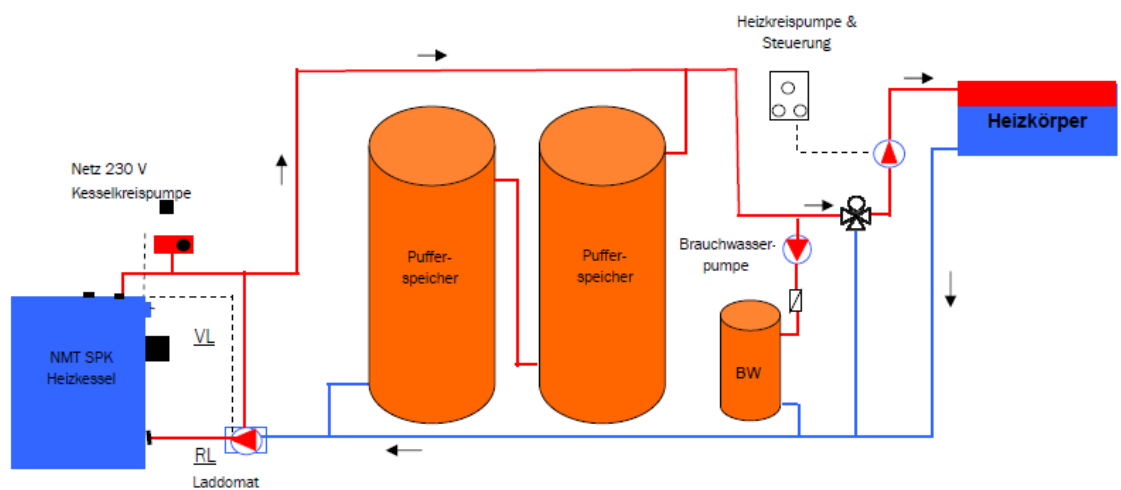 Heizkreispumpe &
Steuerung
Heizkörper
Netz 230 V
Kesselkreispumpe
Puffer-
speicher
Puffer-
speicher
Brauchwasser-
pumpe
VL
NMT SPK
Heizkessel
BW
RL
Laddomat